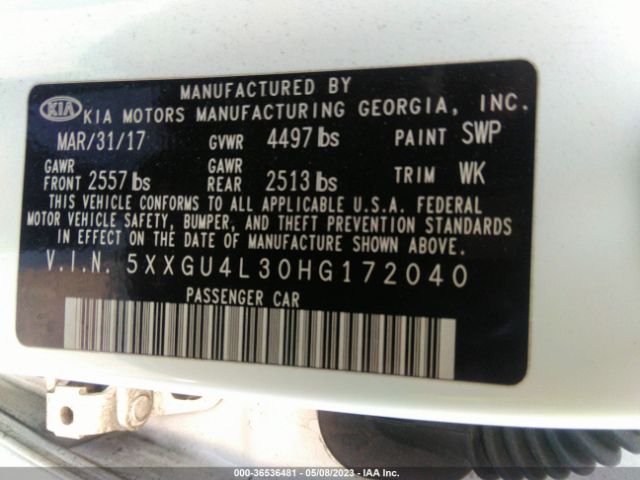 MANUFACTURED BY
KIA KIA MOTORS MANUFACTURING GEORGIA, INC.
MAR/31/17 GVWR 4497 lbs PAINT SWP
GAWR FRONT 2557 lbs GAWR REAR 2513 lbs TRIM WK
THIS VEHICLE CONFORMS TO ALL APPLICABLE U.S.A. FEDERAL
MOTOR VEHICLE SAFETY, BUMPER, AND THEFT PREVENTION STANDARDS
IN EFFECT ON THE DATE OF MANUFACTURE SHOWN ABOVE.
V.I.N. 5XXGU4L30HG172040
PASSENGER CAR
000-36536481 - 05/08/2023 - IAA Inc.